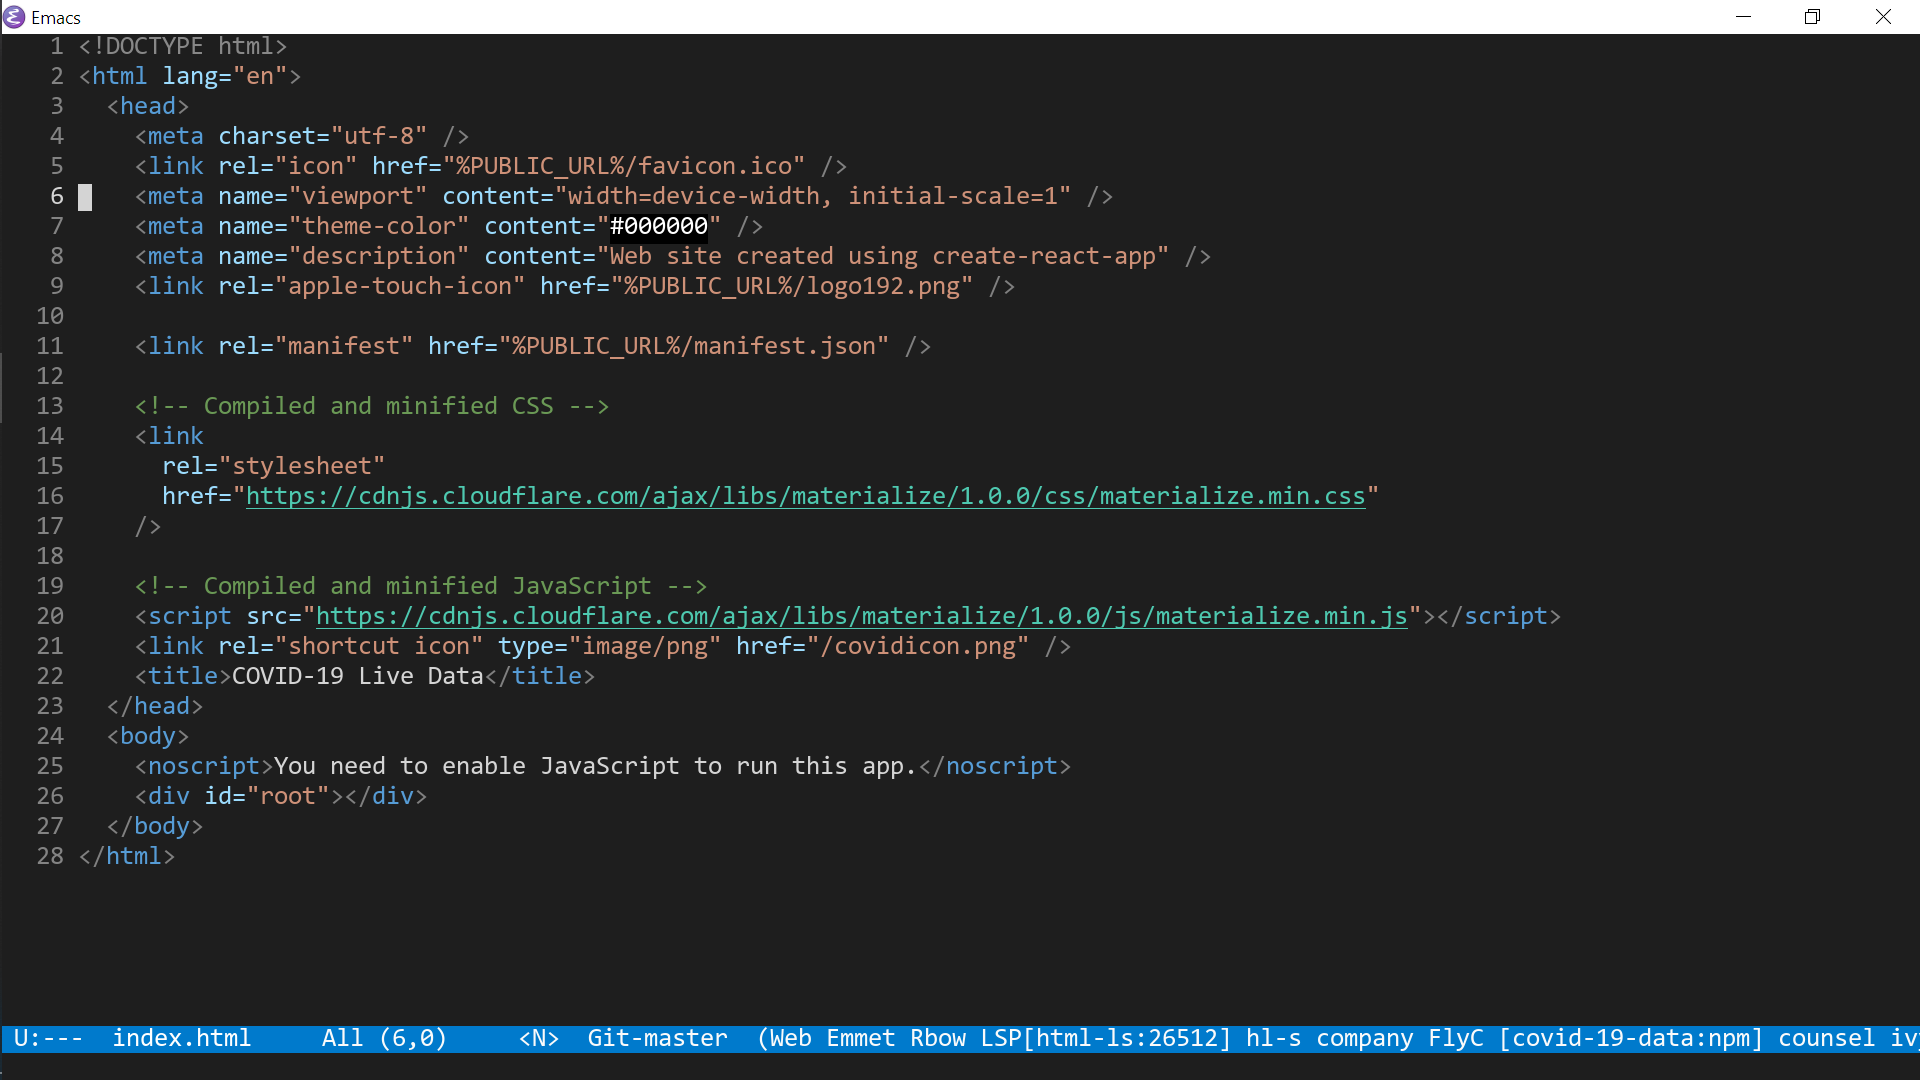 Emacs
1 <!DOCTYPE html>
2 <html lang="en">
3   <head>
4     <meta charset="utf-8" />
5     <link rel="icon" href="%PUBLIC_URL%/favicon.ico" />
6     <meta name="viewport" content="width=device-width, initial-scale=1" />
7     <meta name="theme-color" content="#000000" />
8     <meta name="description" content="Web site created using create-react-app" />
9     <link rel="apple-touch-icon" href="%PUBLIC_URL%/logo192.png" />
10
11     <link rel="manifest" href="%PUBLIC_URL%/manifest.json" />
12
13     <!-- Compiled and minified CSS -->
14     <link
15       rel="stylesheet"
16       href="https://cdnjs.cloudflare.com/ajax/libs/materialize/1.0.0/css/materialize.min.css"
17     />
18
19     <!-- Compiled and minified JavaScript -->
20     <script src="https://cdnjs.cloudflare.com/ajax/libs/materialize/1.0.0/js/materialize.min.js"></script>
21     <link rel="shortcut icon" type="image/png" href="/covidicon.png" />
22     <title>COVID-19 Live Data</title>
23   </head>
24   <body>
25     <noscript>You need to enable JavaScript to run this app.</noscript>
26     <div id="root"></div>
27   </body>
28 </html>
U:--- index.html All (6,0) <N> Git-master (Web Emmet Rbow LSP[html-ls:26512] hl-s company FlyC [covid-19-data:npm] counsel